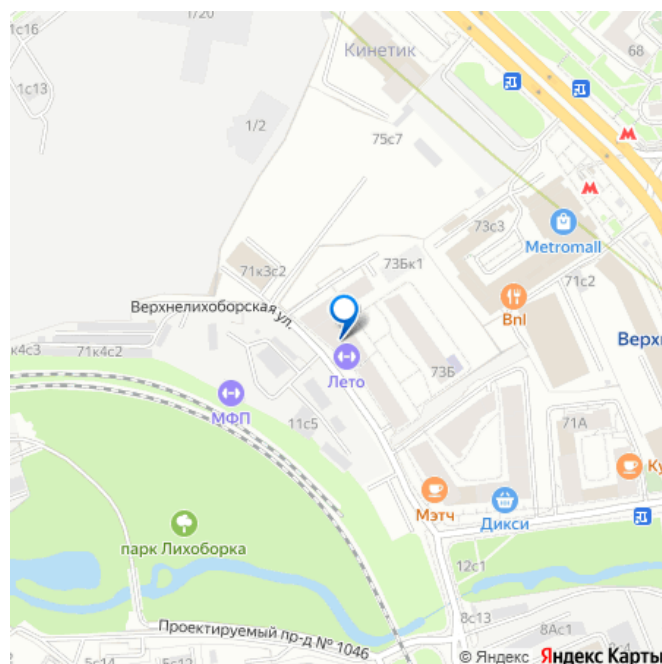 1с16
1/20
Кинетик
68
1с13
1/2
75с7
73с3
Metromall
71к3с2
73Бк1
71с2
Верхнелихоборская ул.
Bnl
Верх
к4с3
71к4с2
Лето
73Б
МФП
11с5
71А
Мэтч
Дикси
Ку
парк Лихоборка
12с1
Проектируемый пр-д № 1046
8с13
8Ас1
5с14
5с12
© Яндекс Яндекс Карты